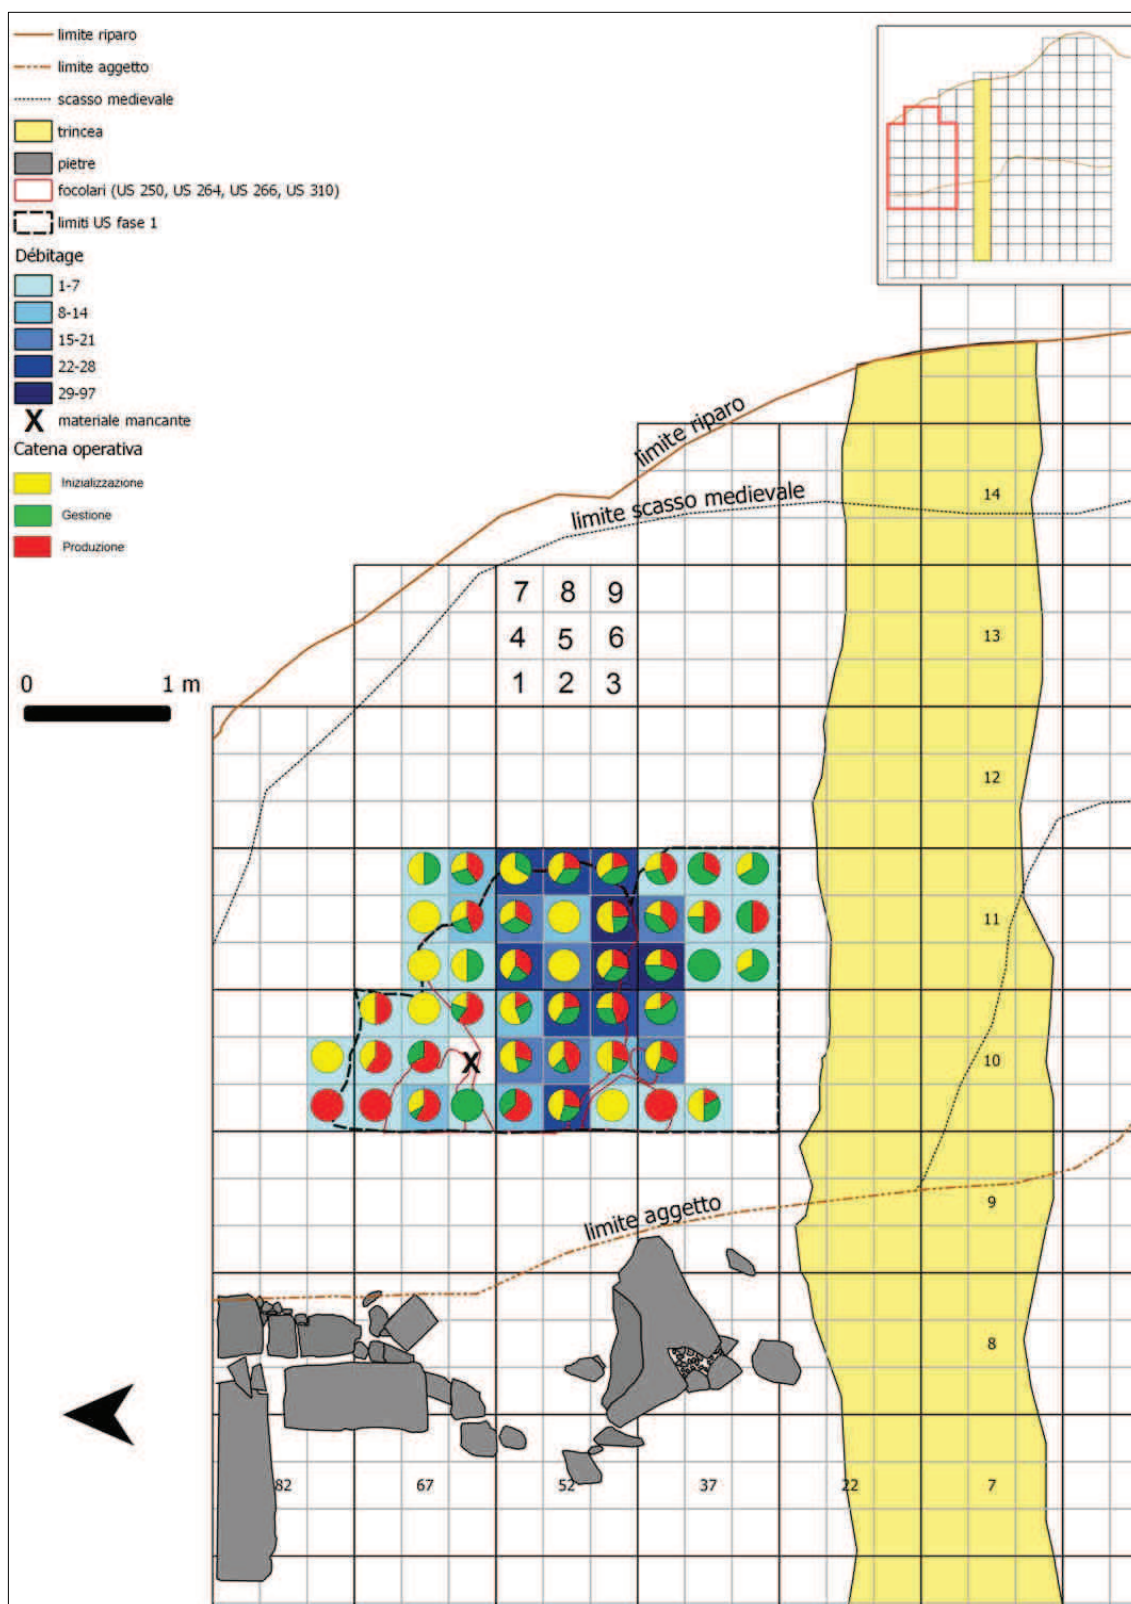 limite riparo
limite aggetto
scasso medievale
trincea
pietre
focolari (US 250, US 264, US 266, US 310)
limiti US fase 1
Débitage
1-7
8-14
15-21
22-28
29-97
X materiale mancante
Catena operativa
Inizializzazione
Gestione
Produzione
limite riparo
limite scasso medievale
14
7 8 9
4 5 6
1 2 3
13
0 1 m
12
11
10
X
9
limite aggetto
8
82 67 52 37 22 7